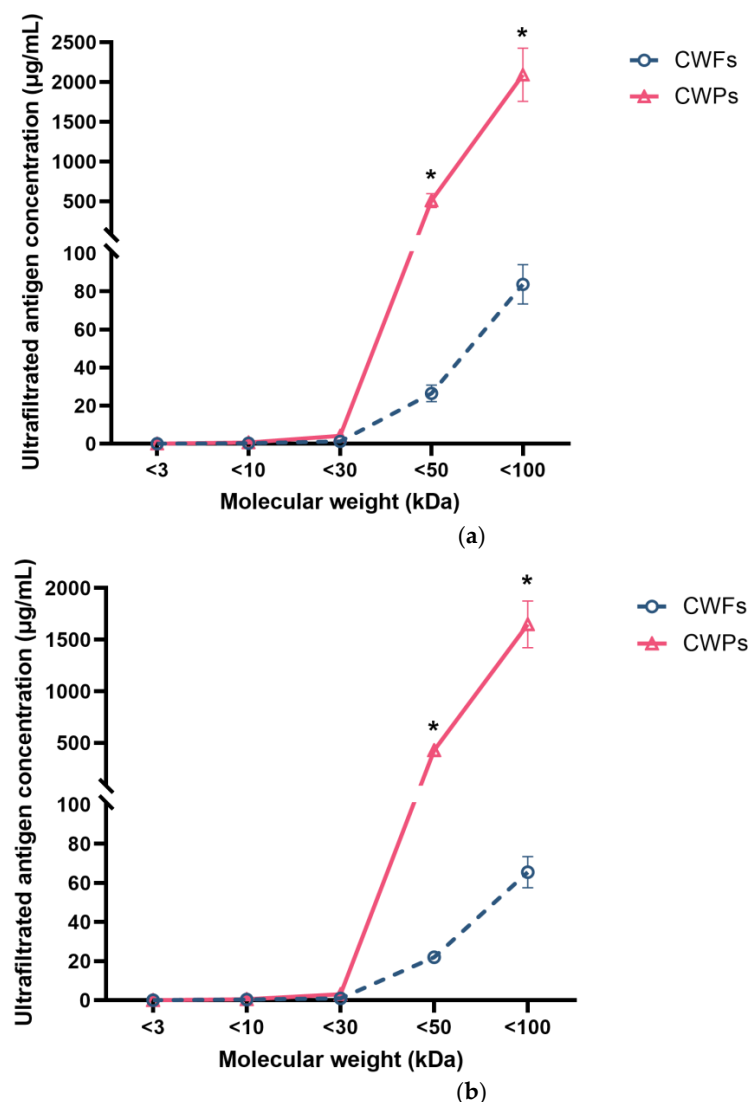 *
2500
2000
1500
1000
500
100
80
60
40
20
0
*
CWFs
CWPs
Ultrafiltrated antigen concentration (µg/mL)
<3 <10 <30 <50 <100
Molecular weight (kDa)
(a)
*
2000
1500
1000
500
100
80
60
40
20
0
*
CWFs
CWPs
Ultrafiltrated antigen concentration (µg/mL)
<3 <10 <30 <50 <100
Molecular weight (kDa)
(b)